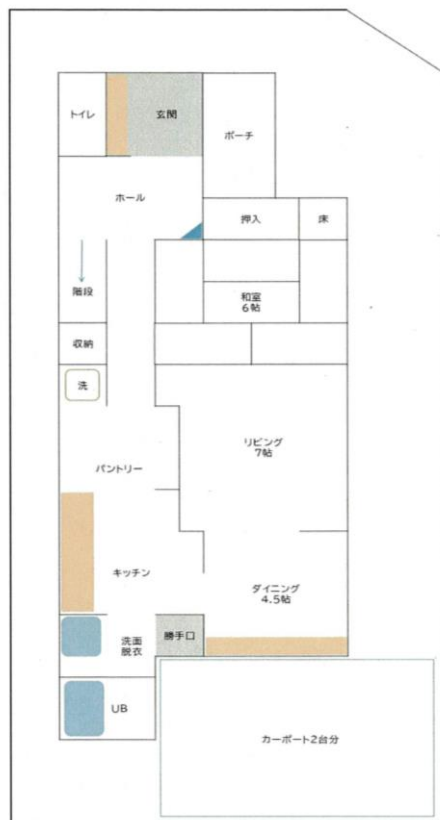 トイレ
玄関
ポーチ
ホール
押入
床
階段
和室
6帖
収納
洗
リビング
7帖
パントリー
キッチン
ダイニング
4.5帖
洗面
脱衣
勝手口
UB
カーポート2台分